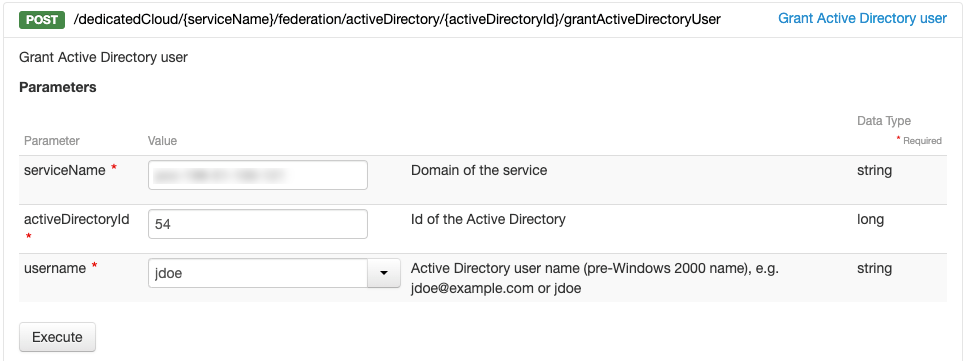 POST /dedicatedCloud/{serviceName}/federation/activeDirectory/{activeDirectoryId}/grantActiveDirectoryUser Grant Active Directory user
Grant Active Directory user
Parameters
Parameter Value Data Type
* Required
serviceName * Domain of the service string
activeDirectoryId * 54 Id of the Active Directory long
username * jdoe Active Directory user name (pre-Windows 2000 name), e.g. string
jdoe@example.com or jdoe
Execute